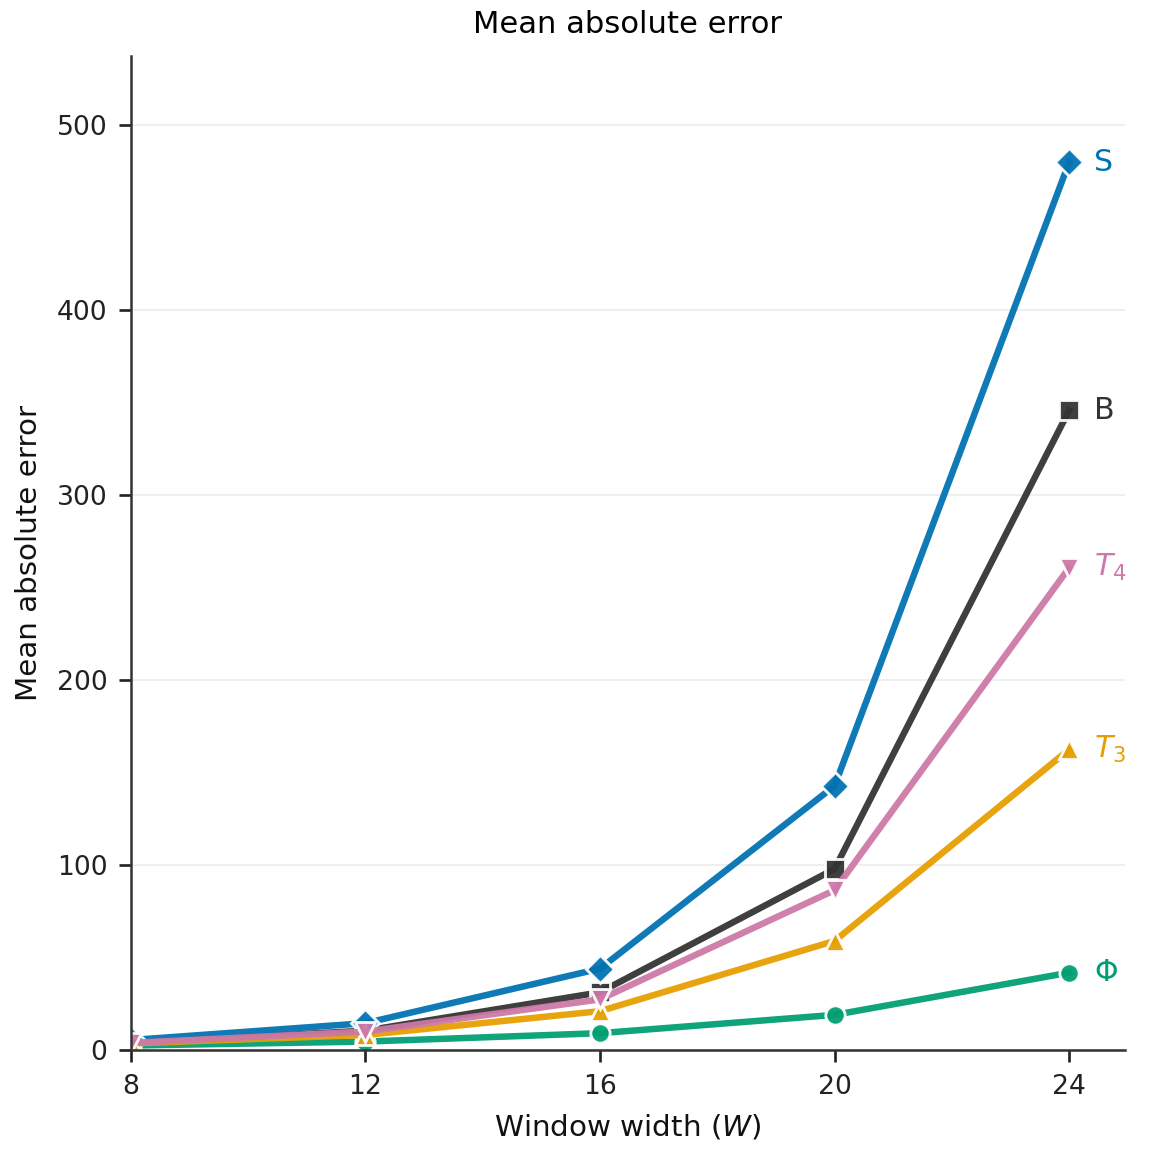 Mean absolute error
500
400
300
200
100
0
Mean absolute error
S
B
T₄
T₃
Φ
8 12 16 20 24
Window width (W)